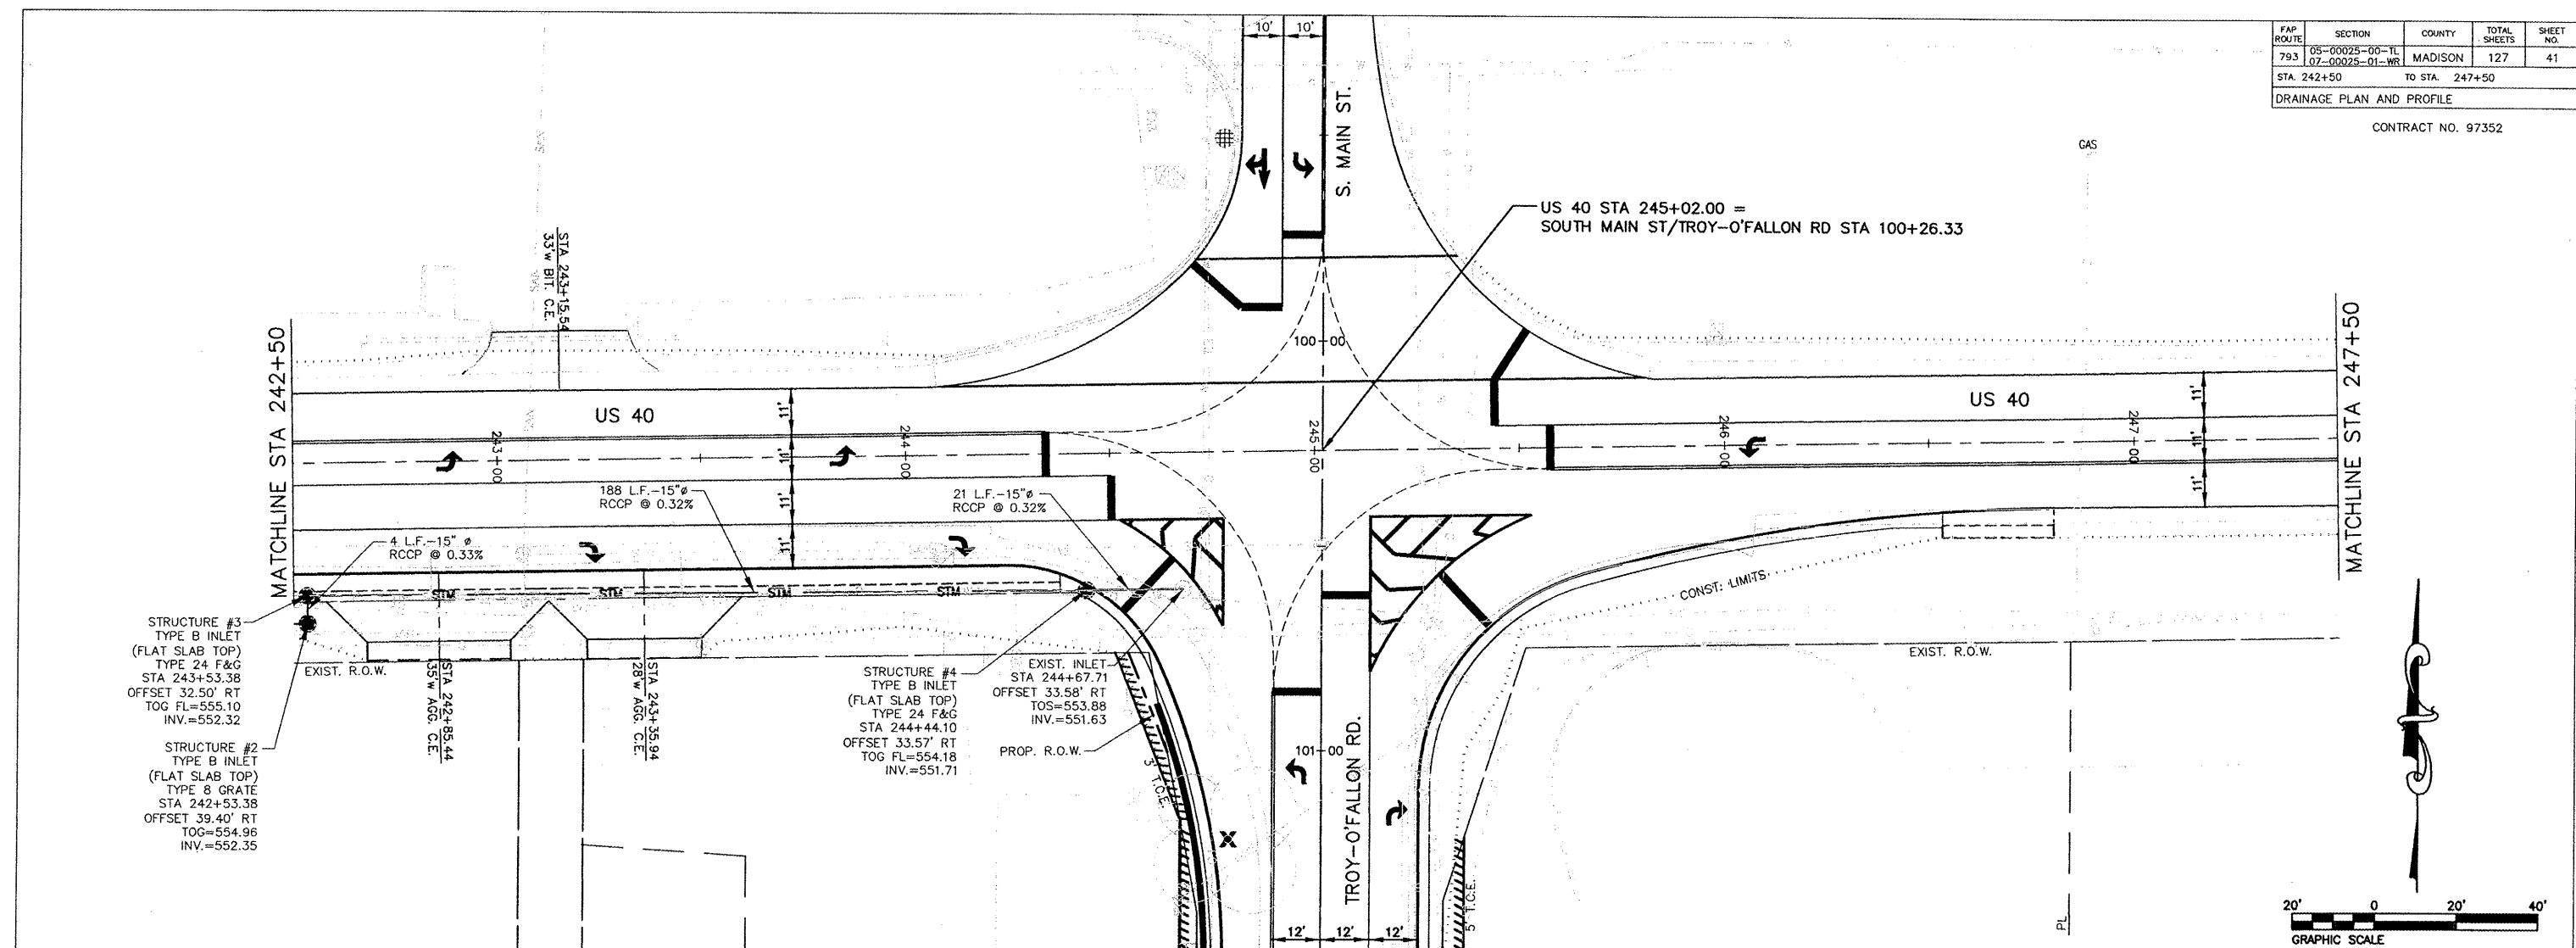 FAP ROUTE SECTION COUNTY TOTAL SHEETS SHEET NO.
793 05-00025-00-TL 07-00025-01-WR MADISON 127 41
STA. 242+50 TO STA. 247+50
DRAINAGE PLAN AND PROFILE
CONTRACT NO. 97352
10' 10'
S. MAIN ST.
GAS
US 40 STA 245+02.00 =
SOUTH MAIN ST/TROY-O'FALLON RD STA 100+26.33
STA 243+15.54
33'w BIT. C.E.
MATCHLINE STA 242+50
MATCHLINE STA 247+50
100+00
US 40
US 40
11'
11'
11'
11'
11'
11'
11'
243+00
244+00
245+00
246+00
247+00
188 L.F.-15"ø
RCCP @ 0.32%
21 L.F.-15"ø
RCCP @ 0.32%
4 L.F.-15" ø
RCCP @ 0.33%
STM STM STM STM
CONST. LIMITS
STRUCTURE #3
TYPE B INLET
(FLAT SLAB TOP)
TYPE 24 F&G
STA 243+53.38
OFFSET 32.50' RT
TOG FL=555.10
INV.=552.32
STRUCTURE #2
TYPE B INLET
(FLAT SLAB TOP)
TYPE 8 GRATE
STA 242+53.38
OFFSET 39.40' RT
TOG=554.96
INV.=552.35
EXIST. R.O.W.
STA 242+85.44
35'w AGG. C.E.
STA 243+35.94
28'w AGG. C.E.
STRUCTURE #4
TYPE B INLET
(FLAT SLAB TOP)
TYPE 24 F&G
STA 244+44.10
OFFSET 33.57' RT
TOG FL=554.18
INV.=551.71
EXIST. INLET
STA 244+67.71
OFFSET 33.58' RT
TOS=553.88
INV.=551.63
PROP. R.O.W.
3' T.C.E.
101+00
TROY-O'FALLON RD.
5' T.C.E.
12' 12' 12'
EXIST. R.O.W.
PL
20' 0 20' 40'
GRAPHIC SCALE